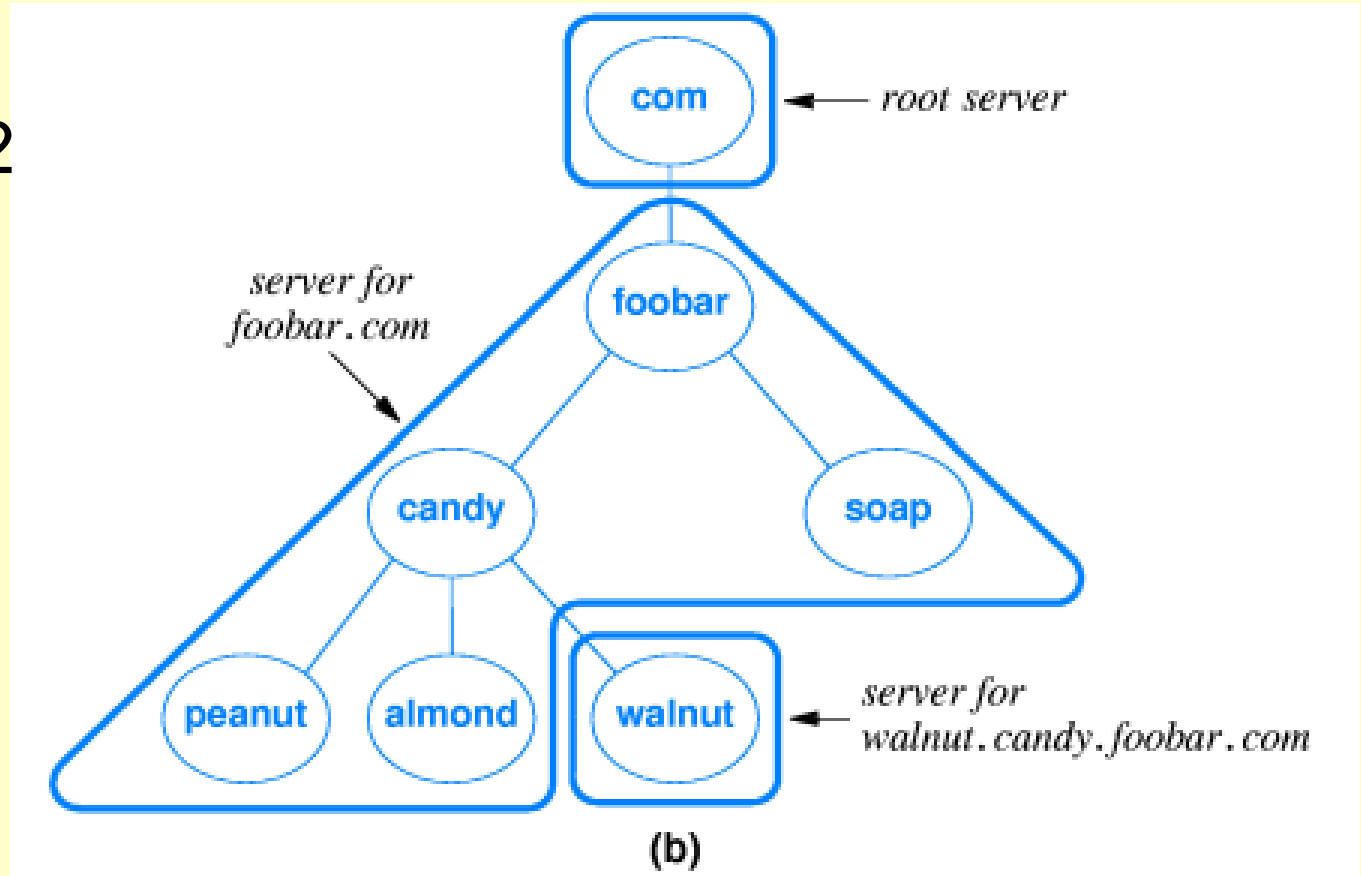 com
root server
2
server for
foobar.com
foobar
candy
soap
peanut
almond
walnut
server for
walnut.candy.foobar.com
(b)